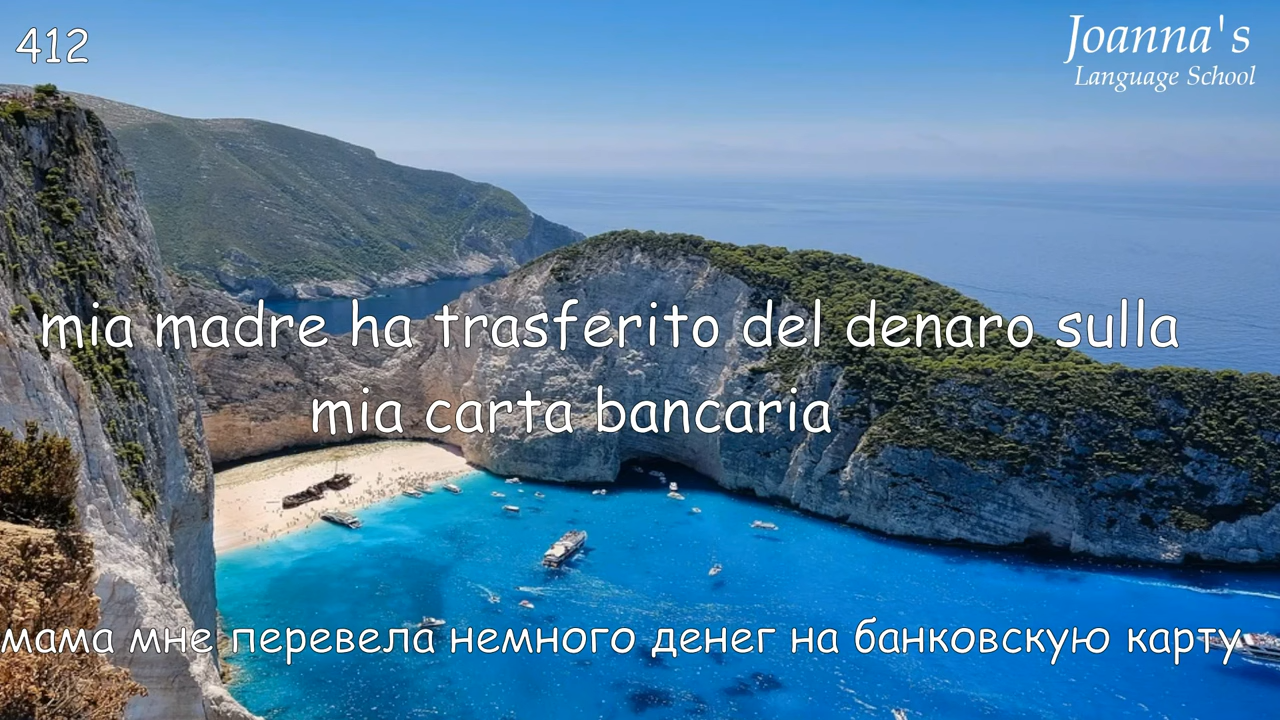 412
Joanna's
Language School
mia madre ha trasferito del denaro sulla
mia carta bancaria
мама мне перевела немного денег на банковскую карту